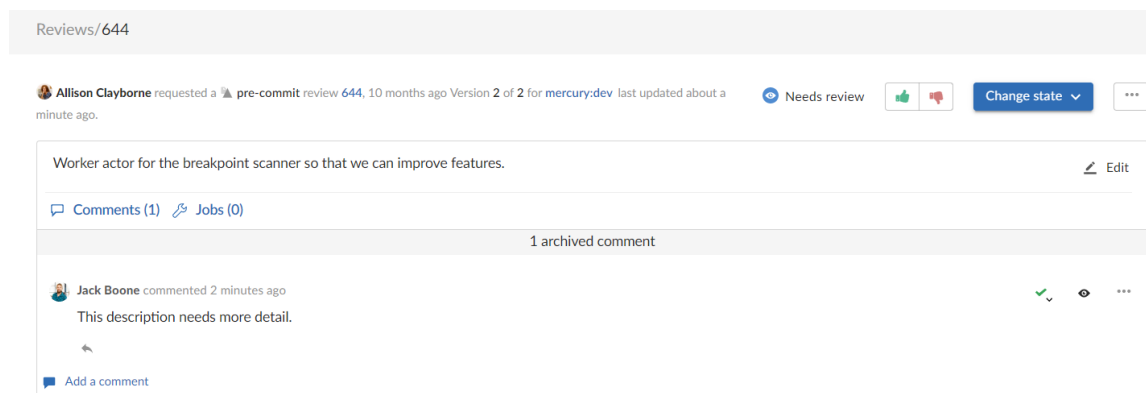 Reviews/644
Allison Clayborne requested a pre-commit review 644, 10 months ago Version 2 of 2 for mercury:dev last updated about a
minute ago.
Needs review
Change state
Worker actor for the breakpoint scanner so that we can improve features.
Edit
Comments (1) Jobs (0)
1 archived comment
Jack Boone commented 2 minutes ago
This description needs more detail.
Add a comment